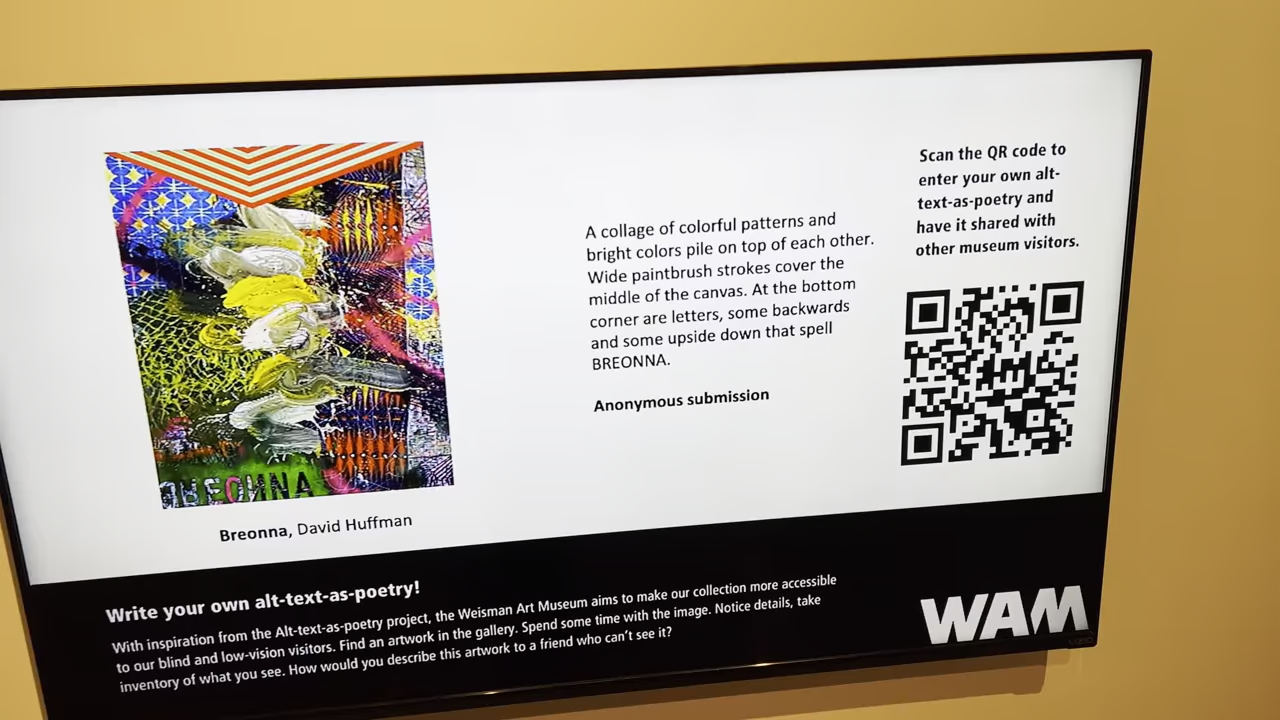 BREONNA
Breonna, David Huffman
A collage of colorful patterns and
bright colors pile on top of each other.
Wide paintbrush strokes cover the
middle of the canvas. At the bottom
corner are letters, some backwards
and some upside down that spell
BREONNA.
Anonymous submission
Scan the QR code to
enter your own alt-
text-as-poetry and
have it shared with
other museum visitors.
Write your own alt-text-as-poetry!
With inspiration from the Alt-text-as-poetry project, the Weisman Art Museum aims to make our collection more accessible
to our blind and low-vision visitors. Find an artwork in the gallery. Spend some time with the image. Notice details, take
inventory of what you see. How would you describe this artwork to a friend who can't see it?
WAM
VIZIO